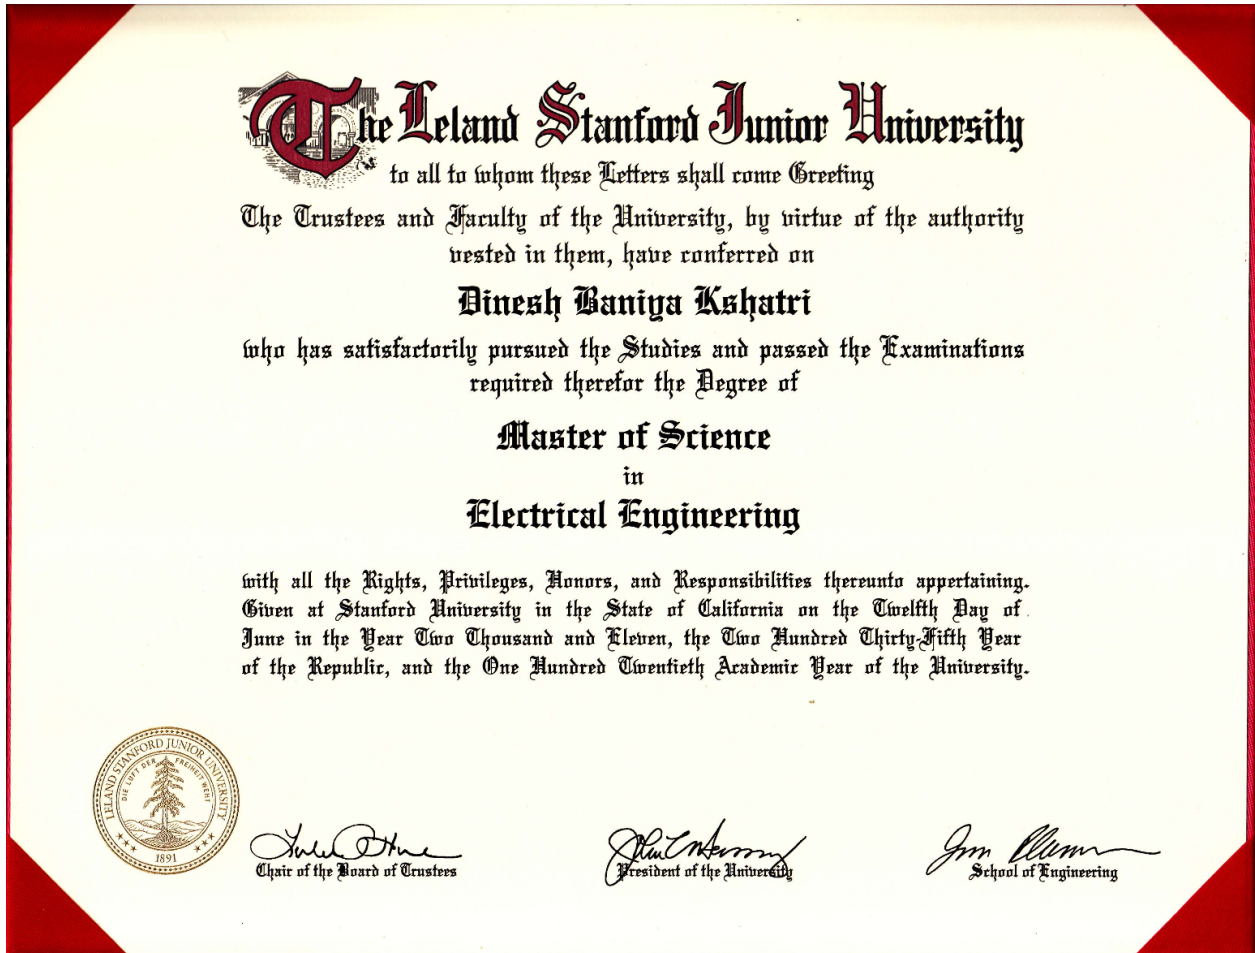 The Leland Stanford Junior University
to all to whom these Letters shall come Greeting
The Trustees and Faculty of the University, by virtue of the authority
vested in them, have conferred on
Dinesh Baniya Kshatri
who has satisfactorily pursued the Studies and passed the Examinations
required therefor the Degree of
Master of Science
in
Electrical Engineering
with all the Rights, Privileges, Honors, and Responsibilities thereunto appertaining.
Given at Stanford University in the State of California on the Twelfth Day of
June in the Year Two Thousand and Eleven, the Two Hundred Thirty-Fifth Year
of the Republic, and the One Hundred Twentieth Academic Year of the University.
LELAND STANFORD JUNIOR UNIVERSITY
DIE LUFT DER FREIHEIT WEHT
1891
Chair of the Board of Trustees
President of the University
School of Engineering